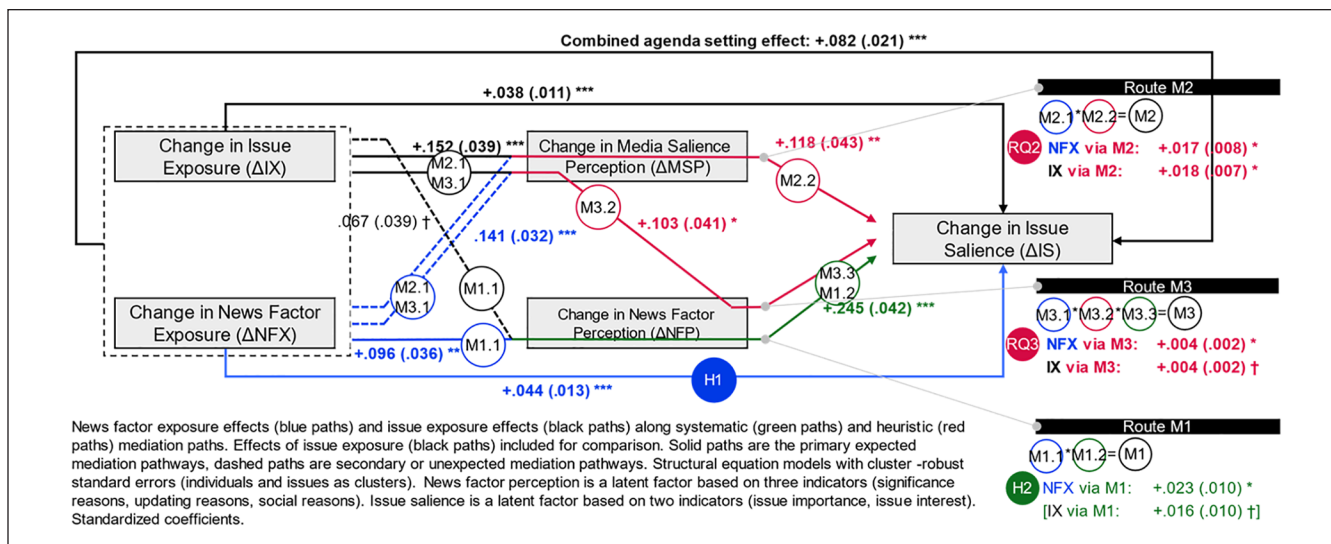 Combined agenda setting effect: +.082 (.021) ***
+.038 (.011) ***
Change in Issue
Exposure (ΔIX)
+.152 (.039) ***
M2.1
M3.1
Change in Media Salience
Perception (ΔMSP)
+.118 (.043) **
M2.2
M3.2
+.103 (.041) *
.067 (.039) †
.141 (.032) ***
M2.1
M3.1
M1.1
Change in News Factor
Exposure (ΔNFX)
+.096 (.036) **
M1.1
Change in News Factor
Perception (ΔNFP)
M3.3
M1.2
+.245 (.042) ***
Change in Issue
Salience (ΔIS)
+.044 (.013) ***
H1
Route M2
M2.1*M2.2=M2
RQ2
NFX via M2: +.017 (.008) *
IX via M2: +.018 (.007) *
Route M3
M3.1*M3.2*M3.3=M3
RQ3
NFX via M3: +.004 (.002) *
IX via M3: +.004 (.002) †
Route M1
M1.1*M1.2=M1
H2
NFX via M1: +.023 (.010) *
[IX via M1: +.016 (.010) †]
News factor exposure effects (blue paths) and issue exposure effects (black paths) along systematic (green paths) and heuristic (red
paths) mediation paths. Effects of issue exposure (black paths) included for comparison. Solid paths are the primary expected
mediation pathways, dashed paths are secondary or unexpected mediation pathways. Structural equation models with cluster -robust
standard errors (individuals and issues as clusters). News factor perception is a latent factor based on three indicators (significance
reasons, updating reasons, social reasons). Issue salience is a latent factor based on two indicators (issue importance, issue interest).
Standardized coefficients.